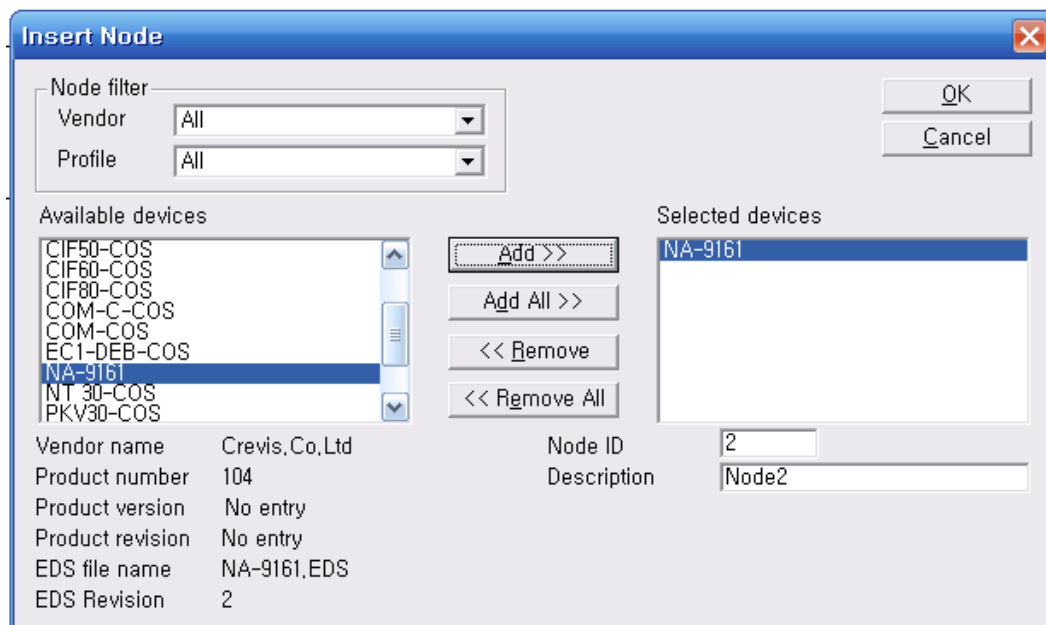 Insert Node
Node filter
Vendor All
Profile All
OK
Cancel
Available devices
CIF50-COS
CIF60-COS
CIF80-COS
COM-C-COS
COM-COS
EC1-DEB-COS
NA-9161
NT 30-COS
PKV30-COS
Add >>
Add All >>
<< Remove
<< Remove All
Selected devices
NA-9161
Vendor name Crevis,Co,Ltd
Product number 104
Product version No entry
Product revision No entry
EDS file name NA-9161,EDS
EDS Revision 2
Node ID 2
Description Node2